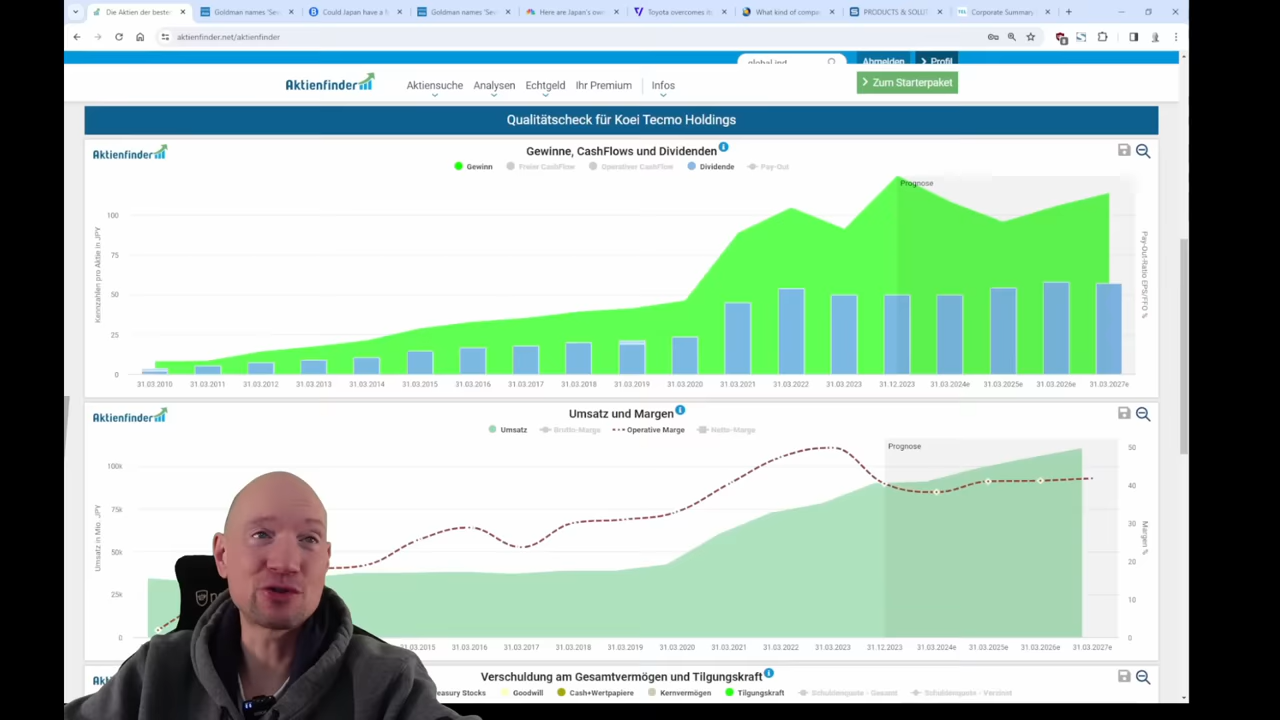 Die Aktien der besten
Goldman names 'Sev
Could Japan have a
Goldman names 'Sev
Here are Japan's own
Toyota overcomes its
What kind of compa
PRODUCTS & SOLU
Corporate Summary
aktienfinder.net/aktienfinder
Abmelden
Profil
Aktienfinder
Aktiensuche
Analysen
Echtgeld
Ihr Premium
Infos
Zum Starterpaket
Qualitätscheck für Koei Tecmo Holdings
Aktienfinder
Gewinne, CashFlows und Dividenden
Gewinn Freier CashFlow Operativer CashFlow Dividende Pay-Out
Prognose
Kennzahlen pro Aktie in JPY
100
75
50
25
0
Pay-Out-Ratio EPS/FFO %
31.03.2010 31.03.2011 31.03.2012 31.03.2013 31.03.2014 31.03.2015 31.03.2016 31.03.2017 31.03.2018 31.03.2019 31.03.2020 31.03.2021 31.03.2022 31.03.2023 31.12.2023 31.03.2024e 31.03.2025e 31.03.2026e 31.03.2027e
Aktienfinder
Umsatz und Margen
Umsatz Brutto-Marge Operative Marge Netto-Marge
Prognose
Umsatz in Mio. JPY
100k
75k
50k
25k
0
50
40
30
20
10
0
Margen %
31.03.2016 31.03.2017 31.03.2018 31.03.2019 31.03.2020 31.03.2021 31.03.2022 31.03.2023 31.12.2023 31.03.2024e 31.03.2025e 31.03.2026e 31.03.2027e
Verschuldung am Gesamtvermögen und Tilgungskraft
Stocks Goodwill Cash+Wertpapiere Kernvermögen Tilgungskraft Schuldenquote - Gesamt Schuldenquote - Verzinst